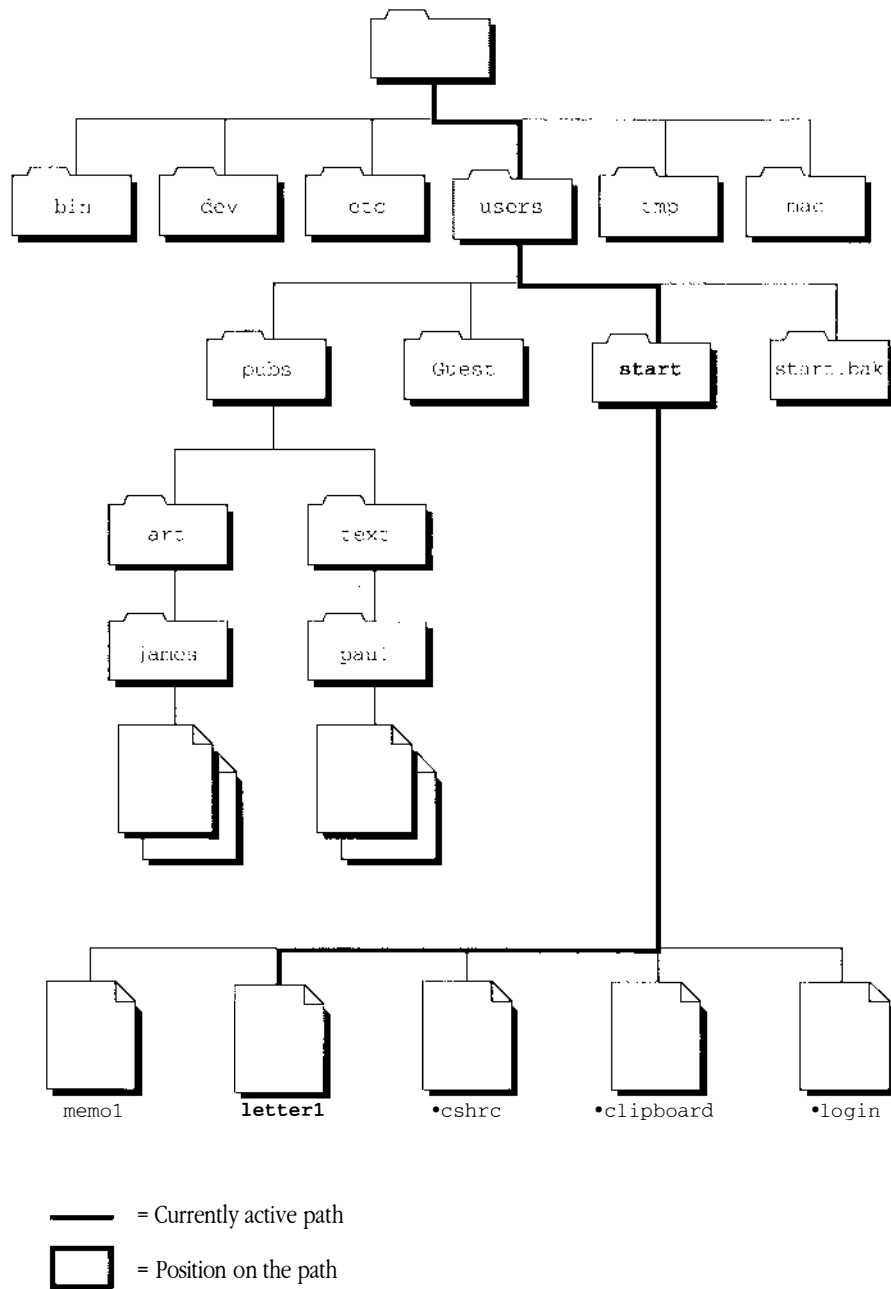 bin dev etc users tmp mac
pubs Guest start start.bak
art text
james paul
memo1 letter1 •cshrc •clipboard •login
= Currently active path
= Position on the path